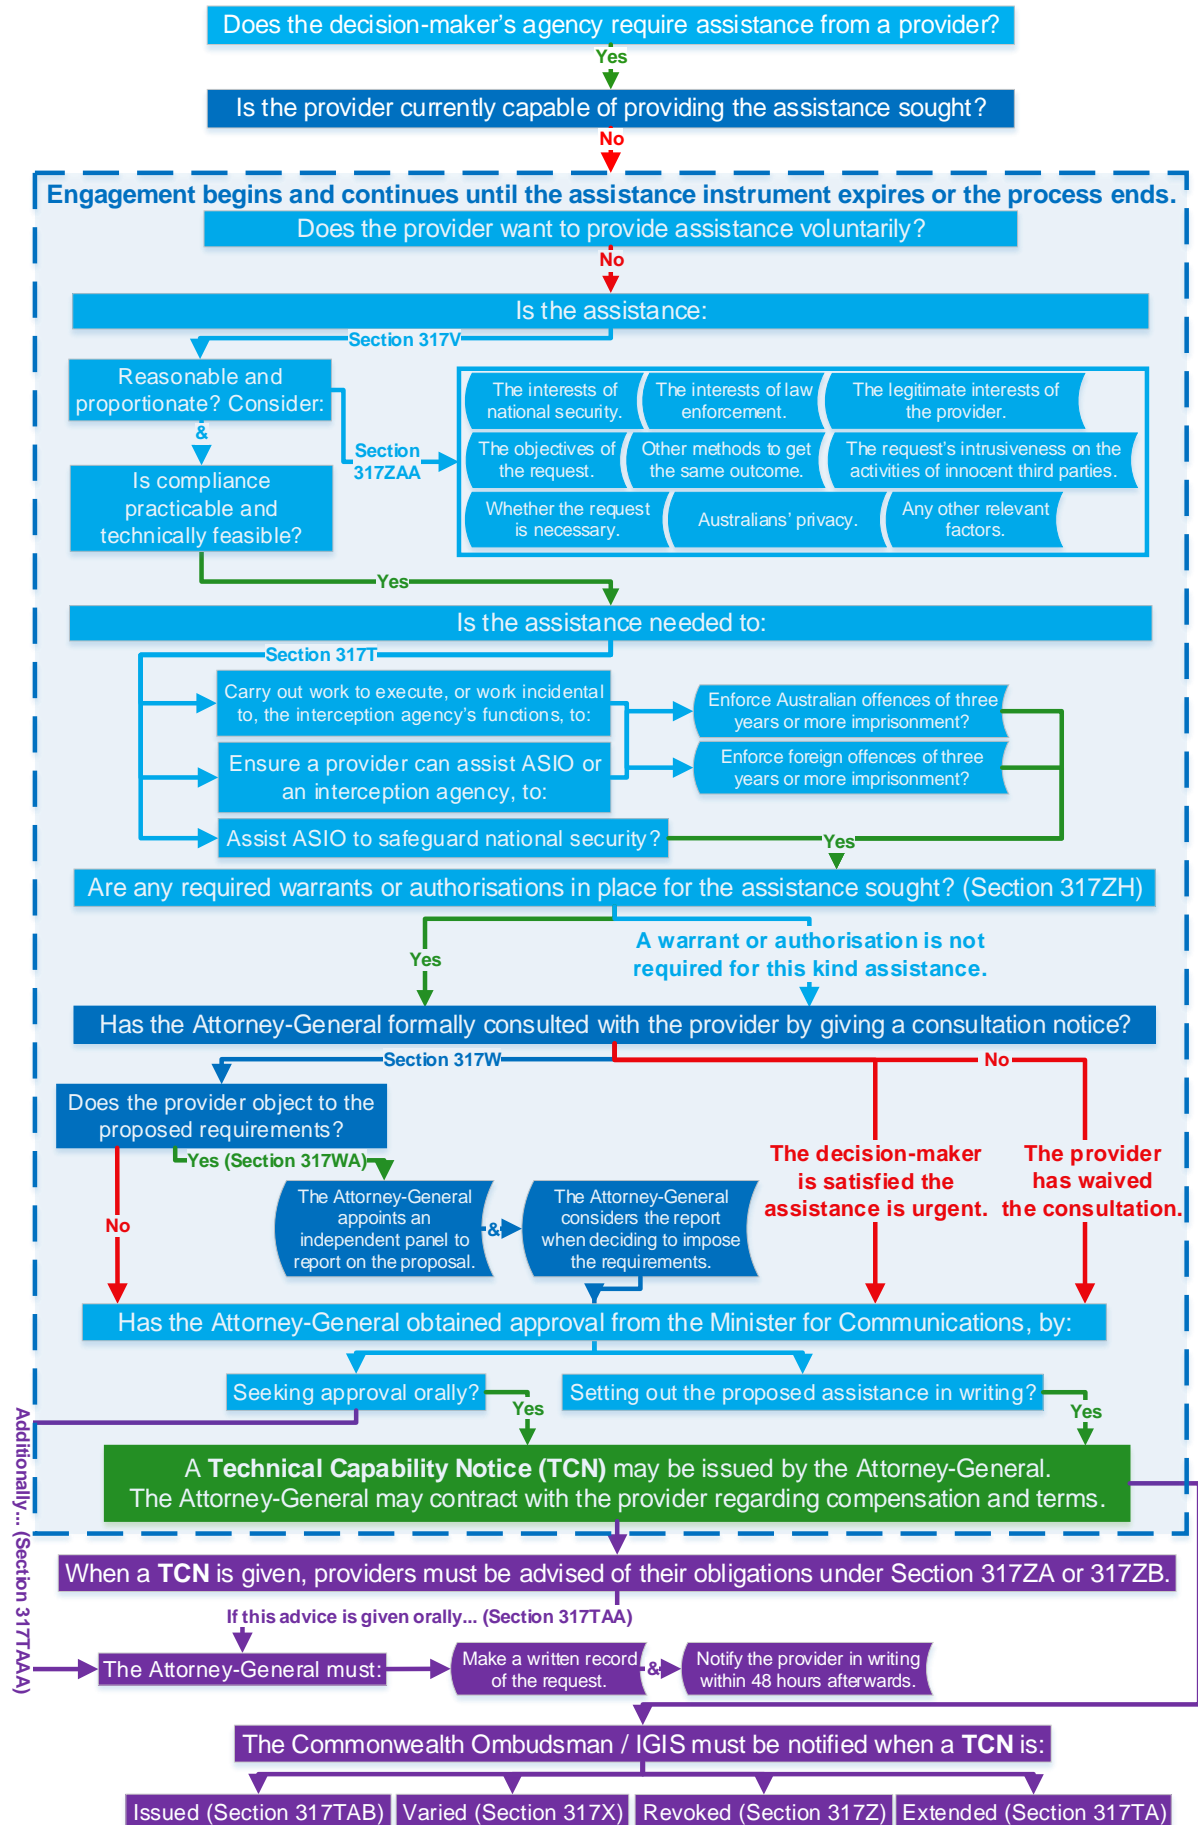 Does the decision-maker's agency require assistance from a provider?
Yes
Is the provider currently capable of providing the assistance sought?
No
Engagement begins and continues until the assistance instrument expires or the process ends.
Does the provider want to provide assistance voluntarily?
No
Is the assistance:
Section 317V
Reasonable and
proportionate? Consider:
&
Section
317ZAA
The interests of
national security.
The interests of law
enforcement.
The legitimate interests of
the provider.
The objectives of
the request.
Other methods to get
the same outcome.
The request's intrusiveness on the
activities of innocent third parties.
Whether the request
is necessary.
Australians' privacy.
Any other relevant
factors.
Is compliance
practicable and
technically feasible?
Yes
Is the assistance needed to:
Section 317T
Carry out work to execute, or work incidental
to, the interception agency's functions, to:
Enforce Australian offences of three
years or more imprisonment?
Ensure a provider can assist ASIO or
an interception agency, to:
Enforce foreign offences of three
years or more imprisonment?
Assist ASIO to safeguard national security?
Yes
Are any required warrants or authorisations in place for the assistance sought? (Section 317ZH)
Yes
A warrant or authorisation is not
required for this kind assistance.
Has the Attorney-General formally consulted with the provider by giving a consultation notice?
Section 317W
No
Does the provider object to the
proposed requirements?
Yes (Section 317WA)
No
The Attorney-General
appoints an
independent panel to
report on the proposal.
&
The Attorney-General
considers the report
when deciding to impose
the requirements.
The decision-maker
is satisfied the
assistance is urgent.
The provider
has waived
the consultation.
Has the Attorney-General obtained approval from the Minister for Communications, by:
Seeking approval orally?
Yes
Setting out the proposed assistance in writing?
Yes
Additionally... (Section 317TAAA)
A Technical Capability Notice (TCN) may be issued by the Attorney-General.
The Attorney-General may contract with the provider regarding compensation and terms.
When a TCN is given, providers must be advised of their obligations under Section 317ZA or 317ZB.
If this advice is given orally... (Section 317TAA)
The Attorney-General must:
Make a written record
of the request.
&
Notify the provider in writing
within 48 hours afterwards.
The Commonwealth Ombudsman / IGIS must be notified when a TCN is:
Issued (Section 317TAB)
Varied (Section 317X)
Revoked (Section 317Z)
Extended (Section 317TA)